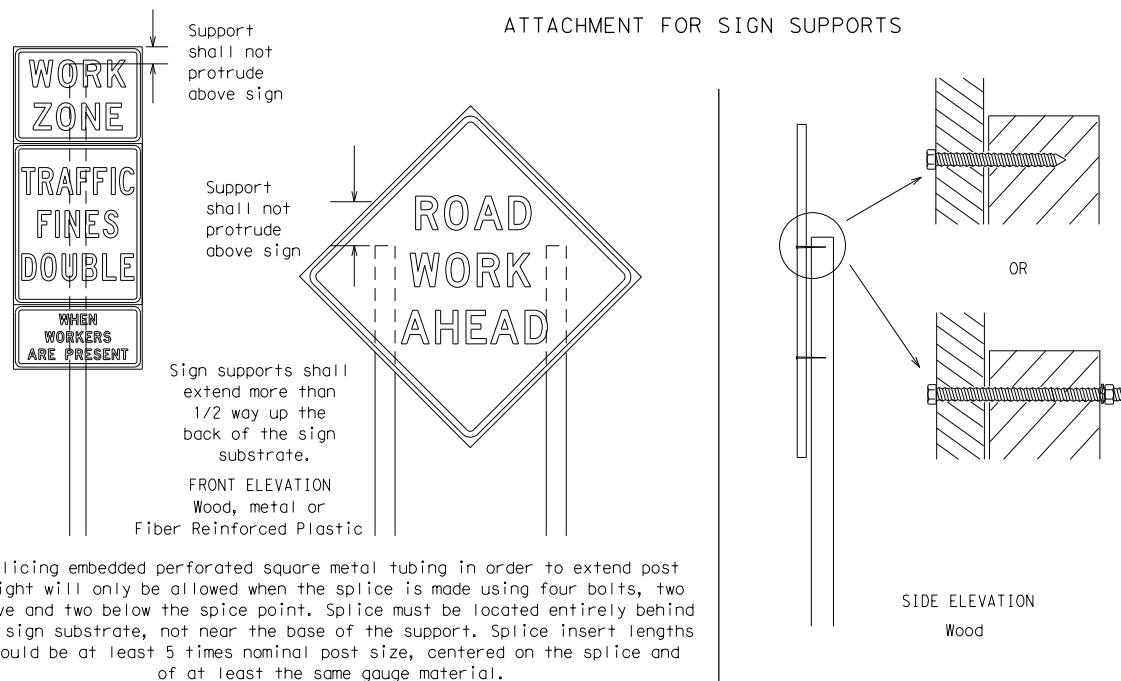 ATTACHMENT FOR SIGN SUPPORTS
Support
shall not
protrude
above sign
WORK
ZONE
TRAFFIC
FINES
DOUBLE
WHEN
WORKERS
ARE PRESENT
Support
shall not
protrude
above sign
ROAD
WORK
AHEAD
Sign supports shall
extend more than
1/2 way up the
back of the sign
substrate.
FRONT ELEVATION
Wood, metal or
Fiber Reinforced Plastic
OR
SIDE ELEVATION
Wood
licing embedded perforated square metal tubing in order to extend post
ight will only be allowed when the splice is made using four bolts, two
ve and two below the spice point. Splice must be located entirely behind
sign substrate, not near the base of the support. Splice insert lengths
ould be at least 5 times nominal post size, centered on the splice and
of at least the same gauge material.